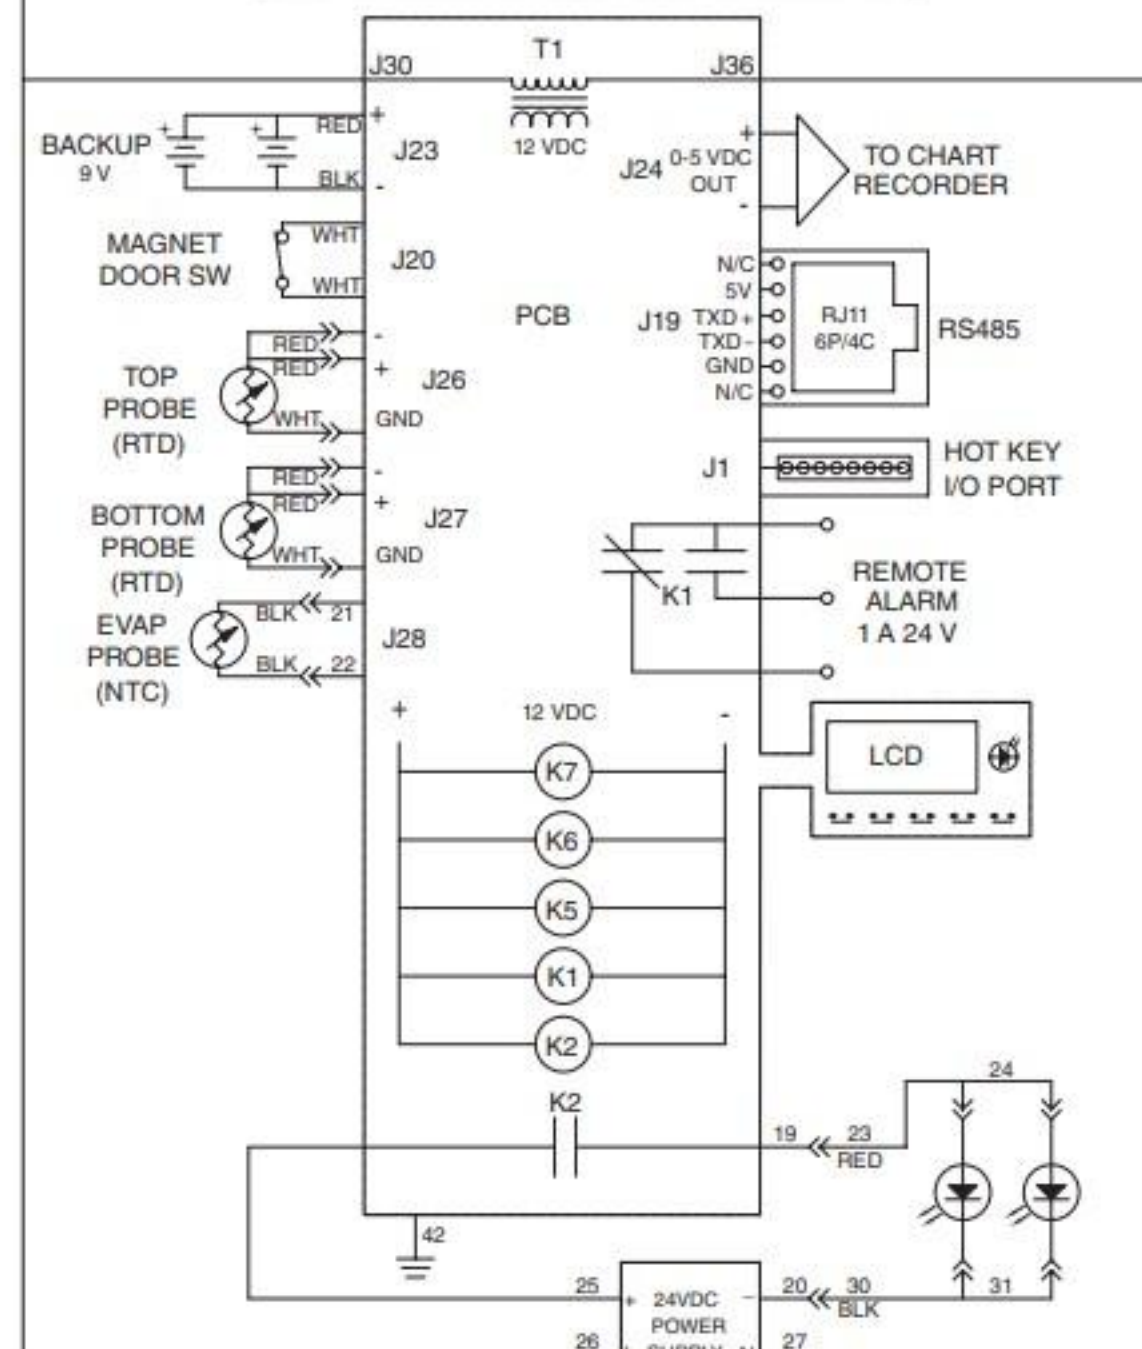 T1
J30
J36
12 VDC
+
RED
+
+
BACKUP
9 V
J23
BLK
-
+
J24
0-5 VDC
OUT
-
TO CHART
RECORDER
MAGNET
DOOR SW
WHT
WHT
J20
PCB
N/C
5V
J19
TXD +
TXD -
GND
N/C
RJ11
6P/4C
RS485
TOP
PROBE
(RTD)
RED
RED
WHT
-
+
GND
J26
J1
HOT KEY
I/O PORT
BOTTOM
PROBE
(RTD)
RED
RED
WHT
-
+
GND
J27
K1
REMOTE
ALARM
1 A 24 V
EVAP
PROBE
(NTC)
BLK
21
BLK
22
J28
+
12 VDC
-
K7
K6
K5
K1
K2
LCD
K2
19
23
RED
24
42
25
+
24VDC
POWER
SUPPLY
-
20
30
BLK
31
26
27